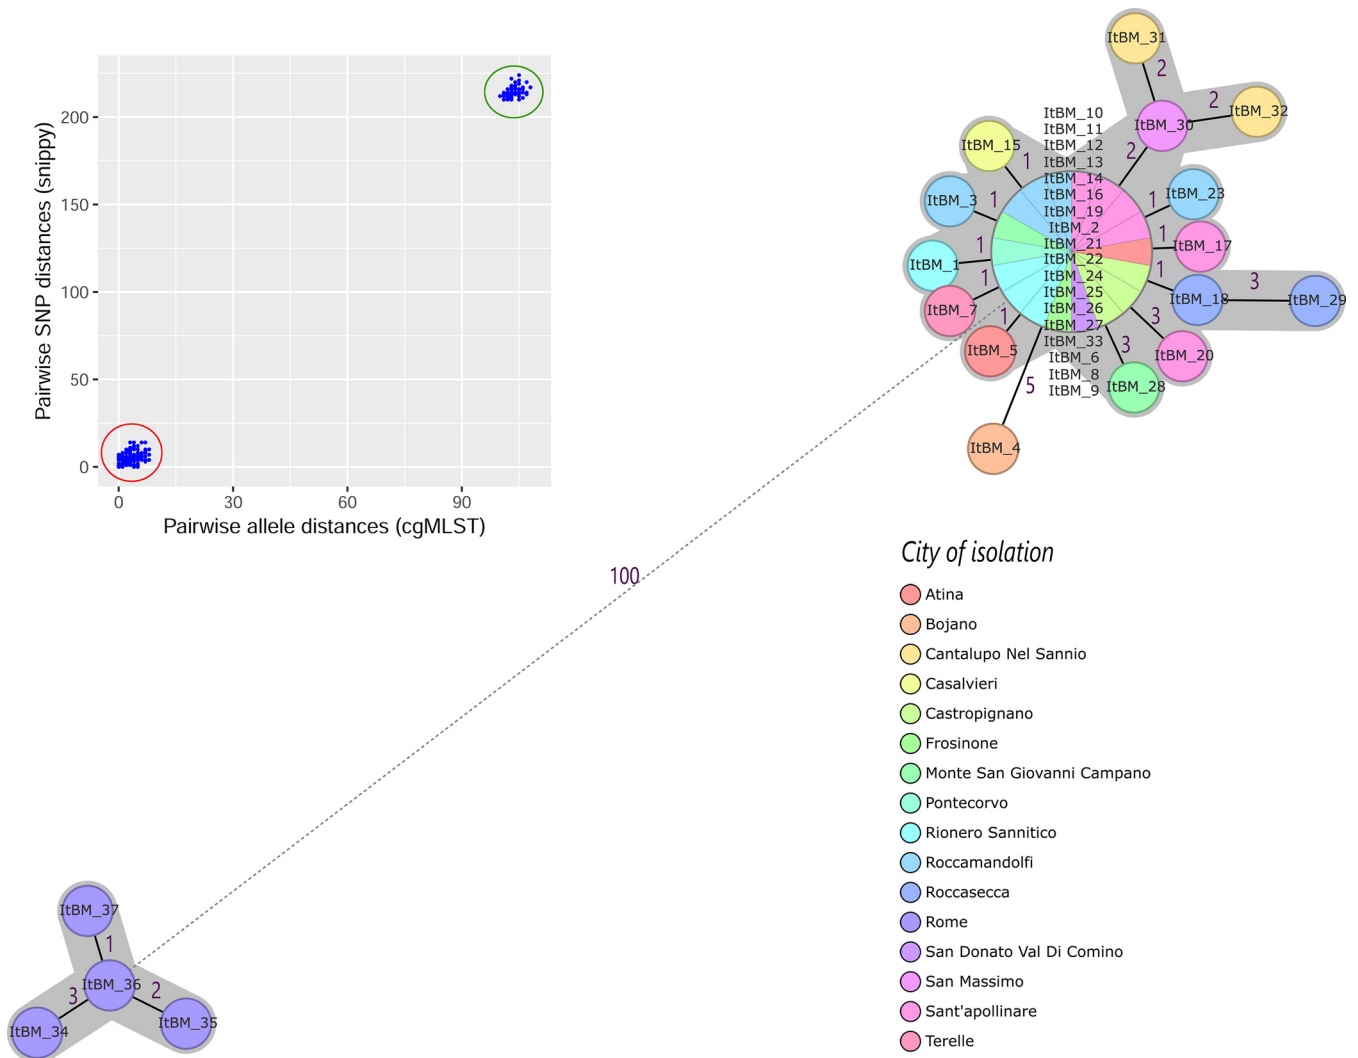 Pairwise SNP distances (snippy)
200
150
100
50
0
0
30
60
90
Pairwise allele distances (cgMLST)
ItBM_31
2
2
ItBM_32
ItBM_30
2
ItBM_15
1
ItBM_3
1
ItBM_1
1
ItBM_7
1
ItBM_5
1
5
ItBM_4
ItBM_10
ItBM_11
ItBM_12
ItBM_13
ItBM_14
ItBM_16
ItBM_19
ItBM_2
ItBM_21
ItBM_22
ItBM_24
ItBM_25
ItBM_26
ItBM_27
ItBM_33
ItBM_6
ItBM_8
ItBM_9
1
ItBM_23
1
ItBM_17
1
ItBM_18
3
ItBM_29
3
ItBM_20
3
ItBM_28
100
City of isolation
Atina
Bojano
Cantalupo Nel Sannio
Casalvieri
Castropignano
Frosinone
Monte San Giovanni Campano
Pontecorvo
Rionero Sannitico
Roccamandolfi
Roccasecca
Rome
San Donato Val Di Comino
San Massimo
Sant'apollinare
Terelle
ItBM_37
1
ItBM_36
3
2
ItBM_34
ItBM_35